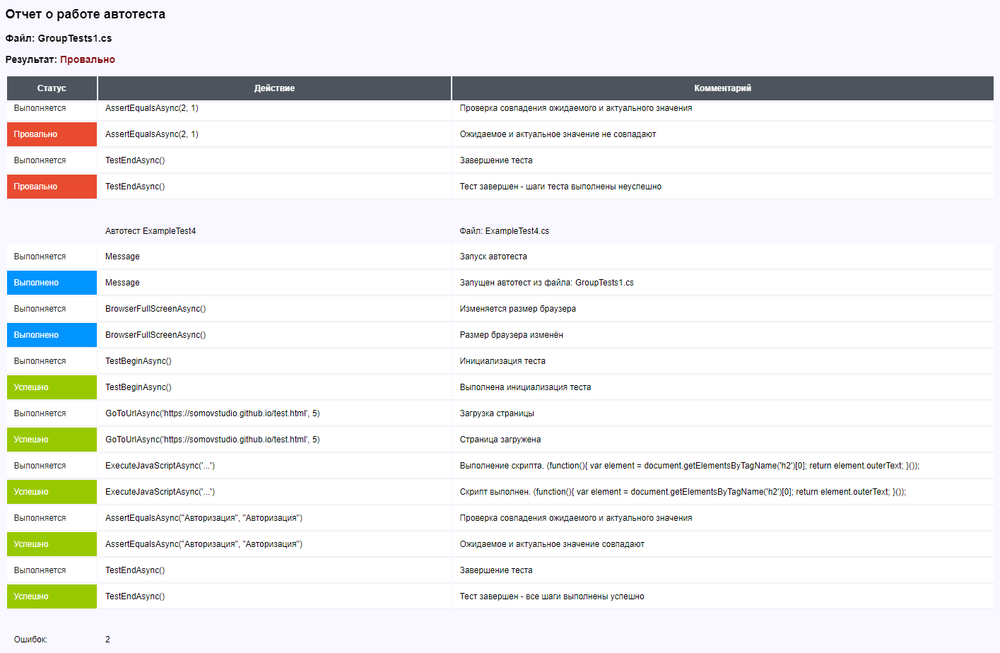 Отчет о работе автотеста
Файл: GroupTests1.cs
Результат: Провально
Статус Действие Комментарий
Выполняется AssertEqualsAsync(2, 1) Проверка совпадения ожидаемого и актуального значения
Провально AssertEqualsAsync(2, 1) Ожидаемое и актуальное значение не совпадают
Выполняется TestEndAsync() Завершение теста
Провально TestEndAsync() Тест завершен - шаги теста выполнены неуспешно
Автотест ExampleTest4 Файл: ExampleTest4.cs
Выполняется Message Запуск автотеста
Выполнено Message Запущен автотест из файла: GroupTests1.cs
Выполняется BrowserFullScreenAsync() Изменяется размер браузера
Выполнено BrowserFullScreenAsync() Размер браузера изменён
Выполняется TestBeginAsync() Инициализация теста
Успешно TestBeginAsync() Выполнена инициализация теста
Выполняется GoToUrlAsync('https://somovstudio.github.io/test.html', 5) Загрузка страницы
Успешно GoToUrlAsync('https://somovstudio.github.io/test.html', 5) Страница загружена
Выполняется ExecuteJavaScriptAsync('...') Выполнение скрипта. (function(){ var element = document.getElementsByTagName('h2')[0]; return element.outerText; }());
Успешно ExecuteJavaScriptAsync('...') Скрипт выполнен. (function(){ var element = document.getElementsByTagName('h2')[0]; return element.outerText; }());
Выполняется AssertEqualsAsync("Авторизация", "Авторизация") Проверка совпадения ожидаемого и актуального значения
Успешно AssertEqualsAsync("Авторизация", "Авторизация") Ожидаемое и актуальное значение совпадают
Выполняется TestEndAsync() Завершение теста
Успешно TestEndAsync() Тест завершен - все шаги выполнены успешно
Ошибок: 2